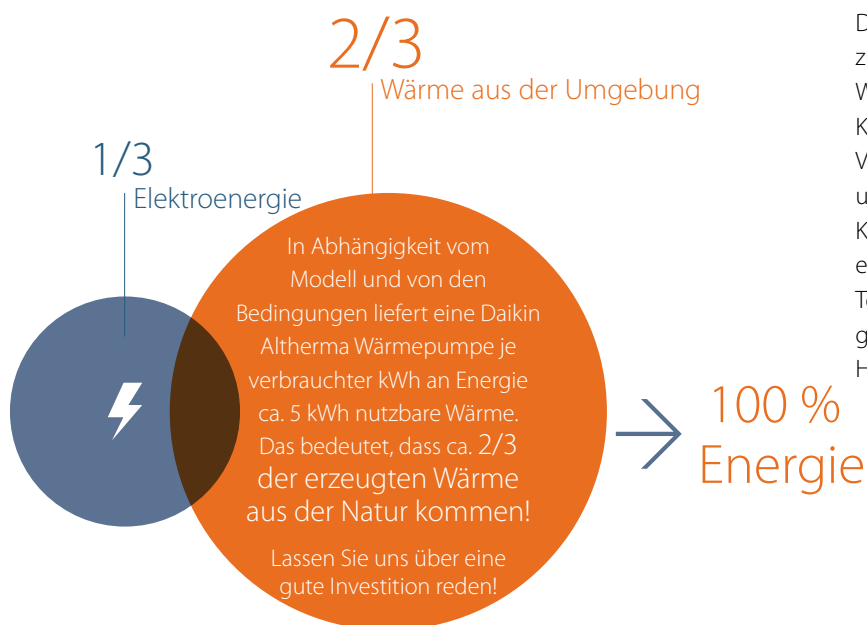 2/3
Wärme aus der Umgebung
1/3
Elektroenergie
In Abhängigkeit vom
Modell und von den
Bedingungen liefert eine Daikin
Altherma Wärmepumpe je
verbrauchter kWh an Energie
ca. 5 kWh nutzbare Wärme.
Das bedeutet, dass ca. 2/3
der erzeugten Wärme
aus der Natur kommen!
Lassen Sie uns über eine
gute Investition reden!
100 %
Energie